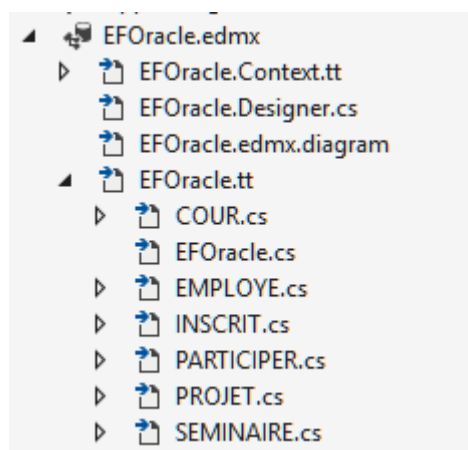 EFOracle.edmx
EFOracle.Context.tt
EFOracle.Designer.cs
EFOracle.edmx.diagram
EFOracle.tt
COUR.cs
EFOracle.cs
EMPLOYE.cs
INSCRIT.cs
PARTICIPER.cs
PROJET.cs
SEMINAIRE.cs